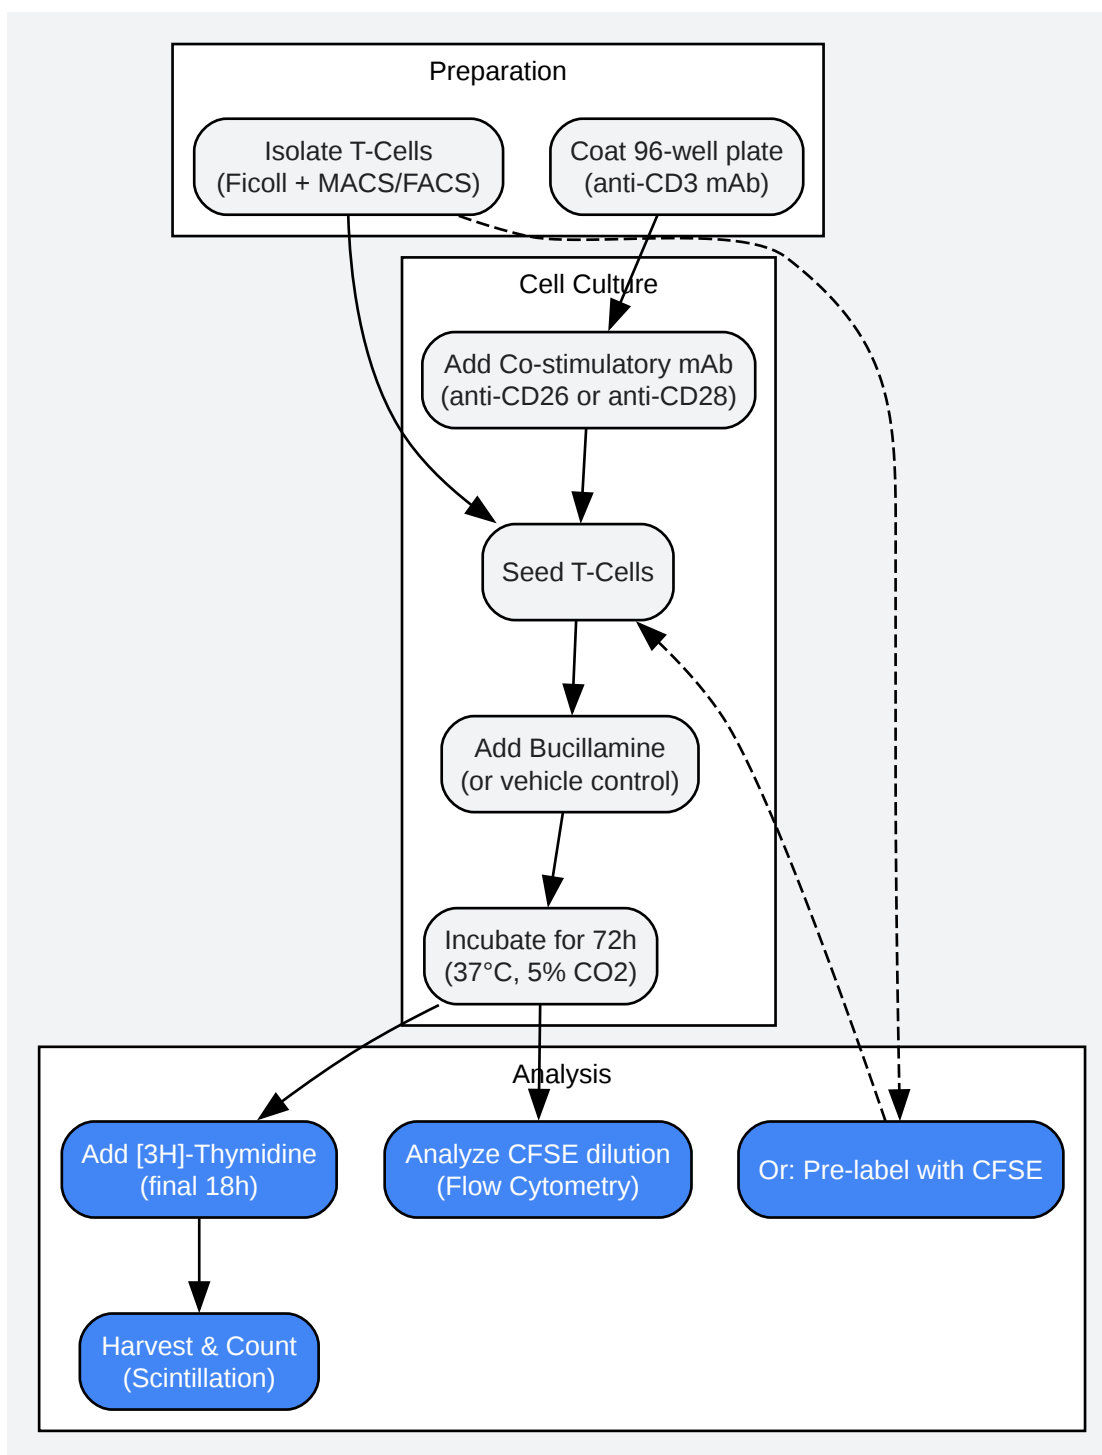 Preparation
Isolate T-Cells
(Ficoll + MACS/FACS)
Coat 96-well plate
(anti-CD3 mAb)
Cell Culture
Add Co-stimulatory mAb
(anti-CD26 or anti-CD28)
Seed T-Cells
Add Bucillamine
(or vehicle control)
Incubate for 72h
(37°C, 5% CO2)
Analysis
Add [3H]-Thymidine
(final 18h)
Analyze CFSE dilution
(Flow Cytometry)
Or: Pre-label with CFSE
Harvest & Count
(Scintillation)